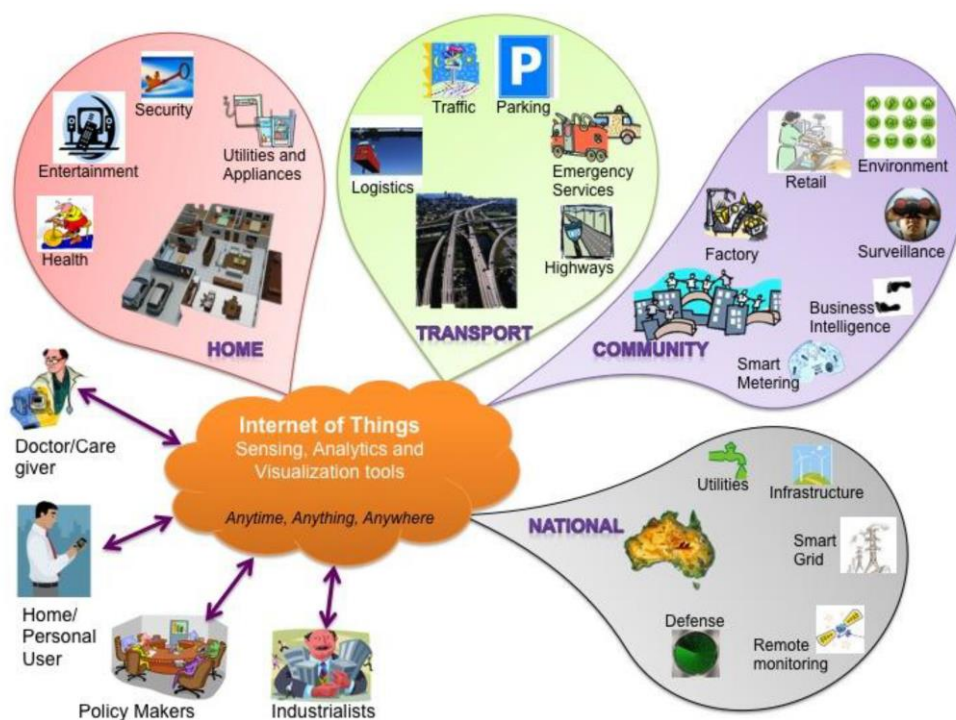 Security
Entertainment
Utilities and
Appliances
Health
HOME
Traffic
P
Parking
Logistics
Emergency
Services
Highways
TRANSPORT
Retail
Environment
Factory
Surveillance
Business
Intelligence
COMMUNITY
Smart
Metering
Doctor/Care
giver
Internet of Things
Sensing, Analytics and
Visualization tools
Anytime, Anything, Anywhere
Home/
Personal
User
Policy Makers
Industrialists
Utilities
Infrastructure
NATIONAL
Smart
Grid
Defense
Remote
monitoring